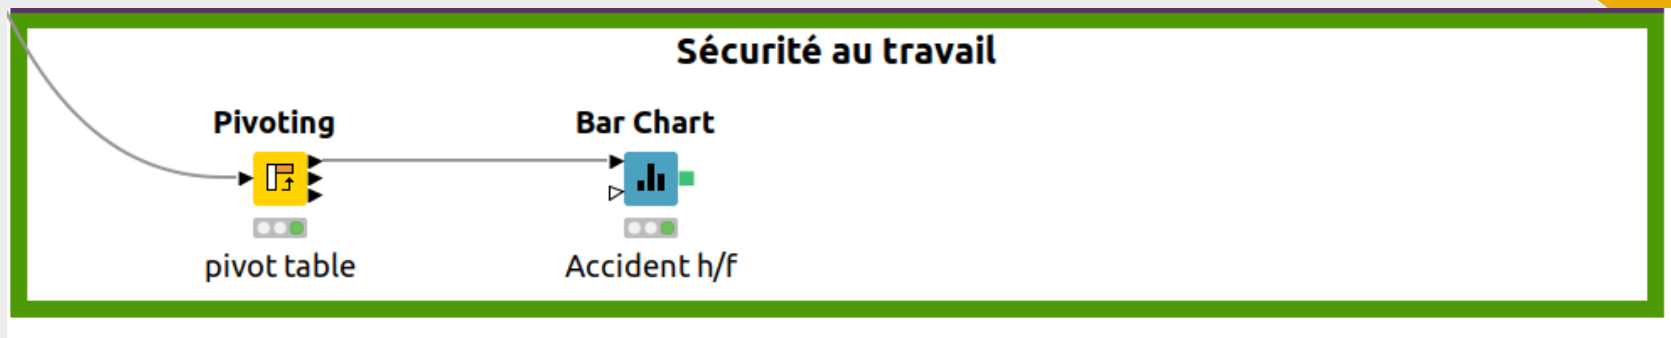 Sécurité au travail
Pivoting
Bar Chart
pivot table
Accident h/f